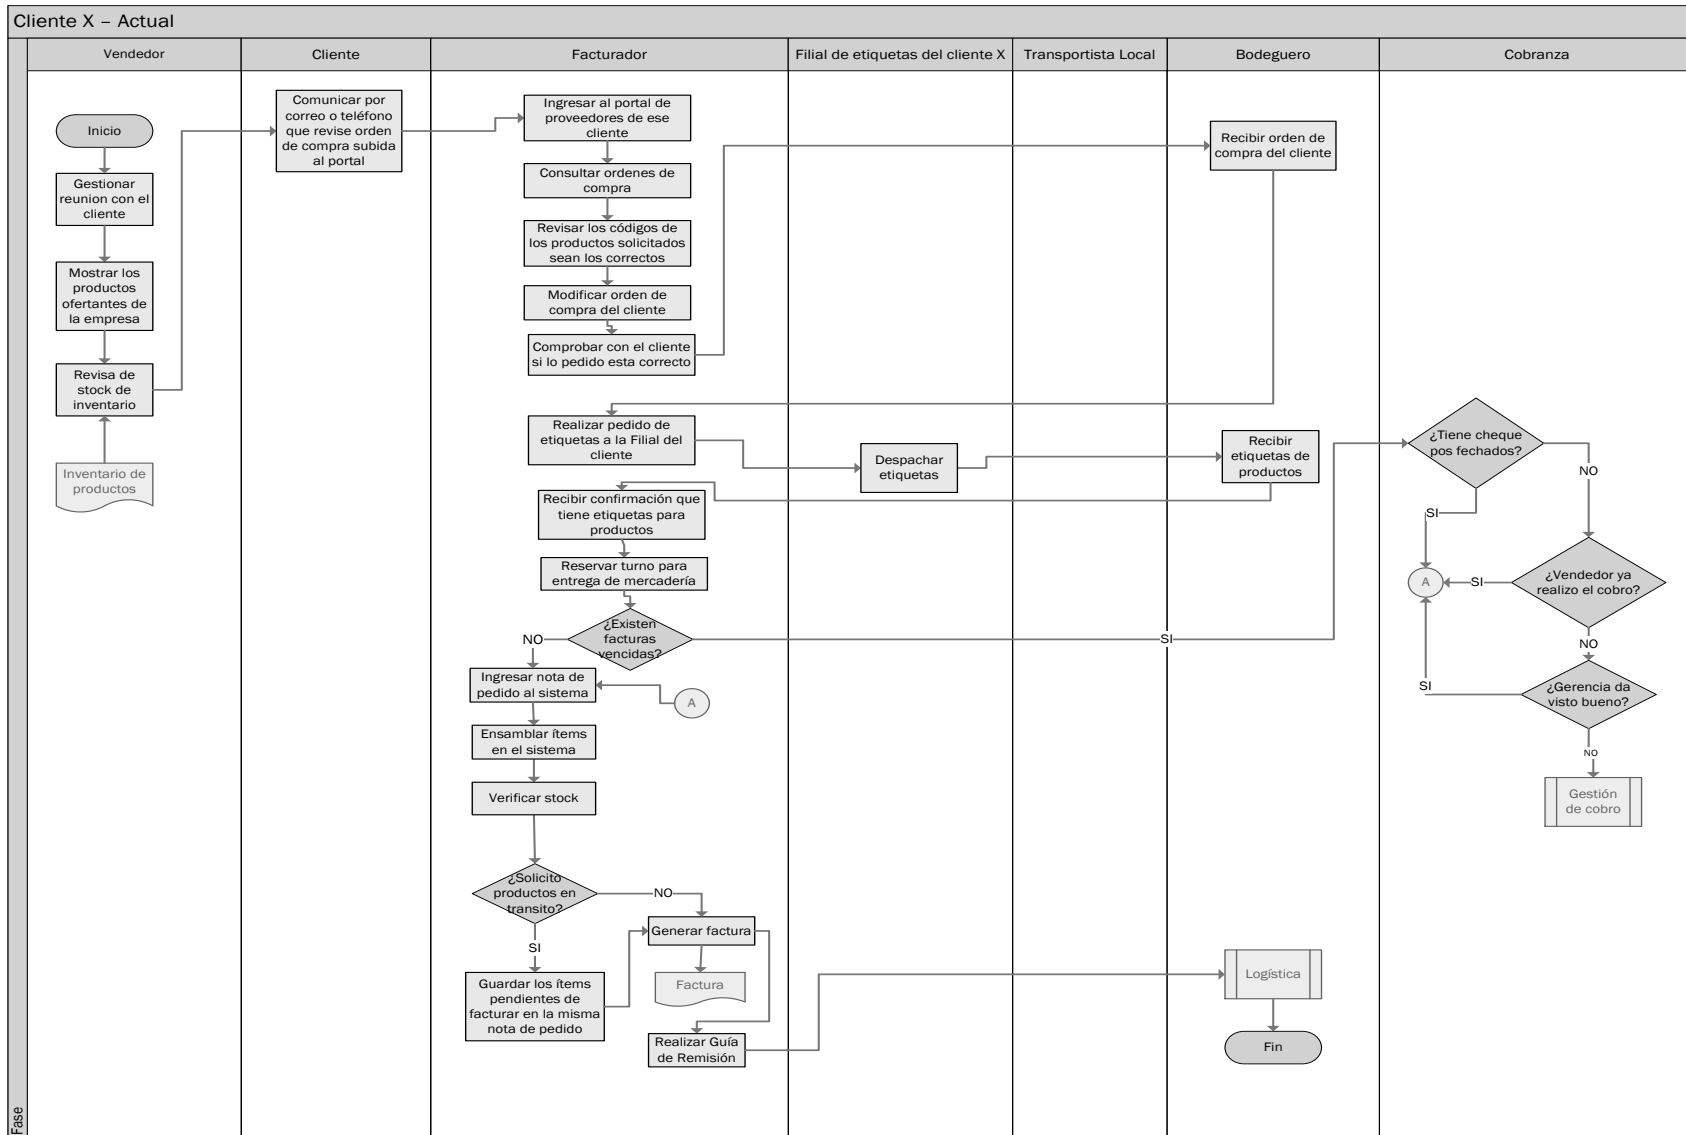 Cliente X – Actual
Vendedor
Cliente
Facturador
Filial de etiquetas del cliente X
Transportista Local
Bodeguero
Cobranza
Inicio
Gestionar
reunion con el
cliente
Mostrar los
productos
ofertantes de
la empresa
Revisa de
stock de
inventario
Inventario de
productos
Comunicar por
correo o teléfono
que revise orden
de compra subida
al portal
Ingresar al portal de
proveedores de ese
cliente
Consultar ordenes de
compra
Revisar los códigos de
los productos solicitados
sean los correctos
Modificar orden de
compra del cliente
Comprobar con el cliente
si lo pedido esta correcto
Recibir orden de
compra del cliente
Realizar pedido de
etiquetas a la Filial del
cliente
Despachar
etiquetas
Recibir
etiquetas de
productos
Recibir confirmación que
tiene etiquetas para
productos
Reservar turno para
entrega de mercadería
¿Existen
facturas
vencidas?
NO
SI
Ingresar nota de
pedido al sistema
A
Ensamblar ítems
en el sistema
Verificar stock
¿Solicito
productos en
transito?
NO
SI
Generar factura
Factura
Guardar los ítems
pendientes de
facturar en la misma
nota de pedido
Realizar Guía
de Remisión
Logística
Fin
¿Tiene cheque
pos fechados?
NO
SI
A
¿Vendedor ya
realizo el cobro?
SI
NO
¿Gerencia da
visto bueno?
SI
NO
Gestión
de cobro
Fase